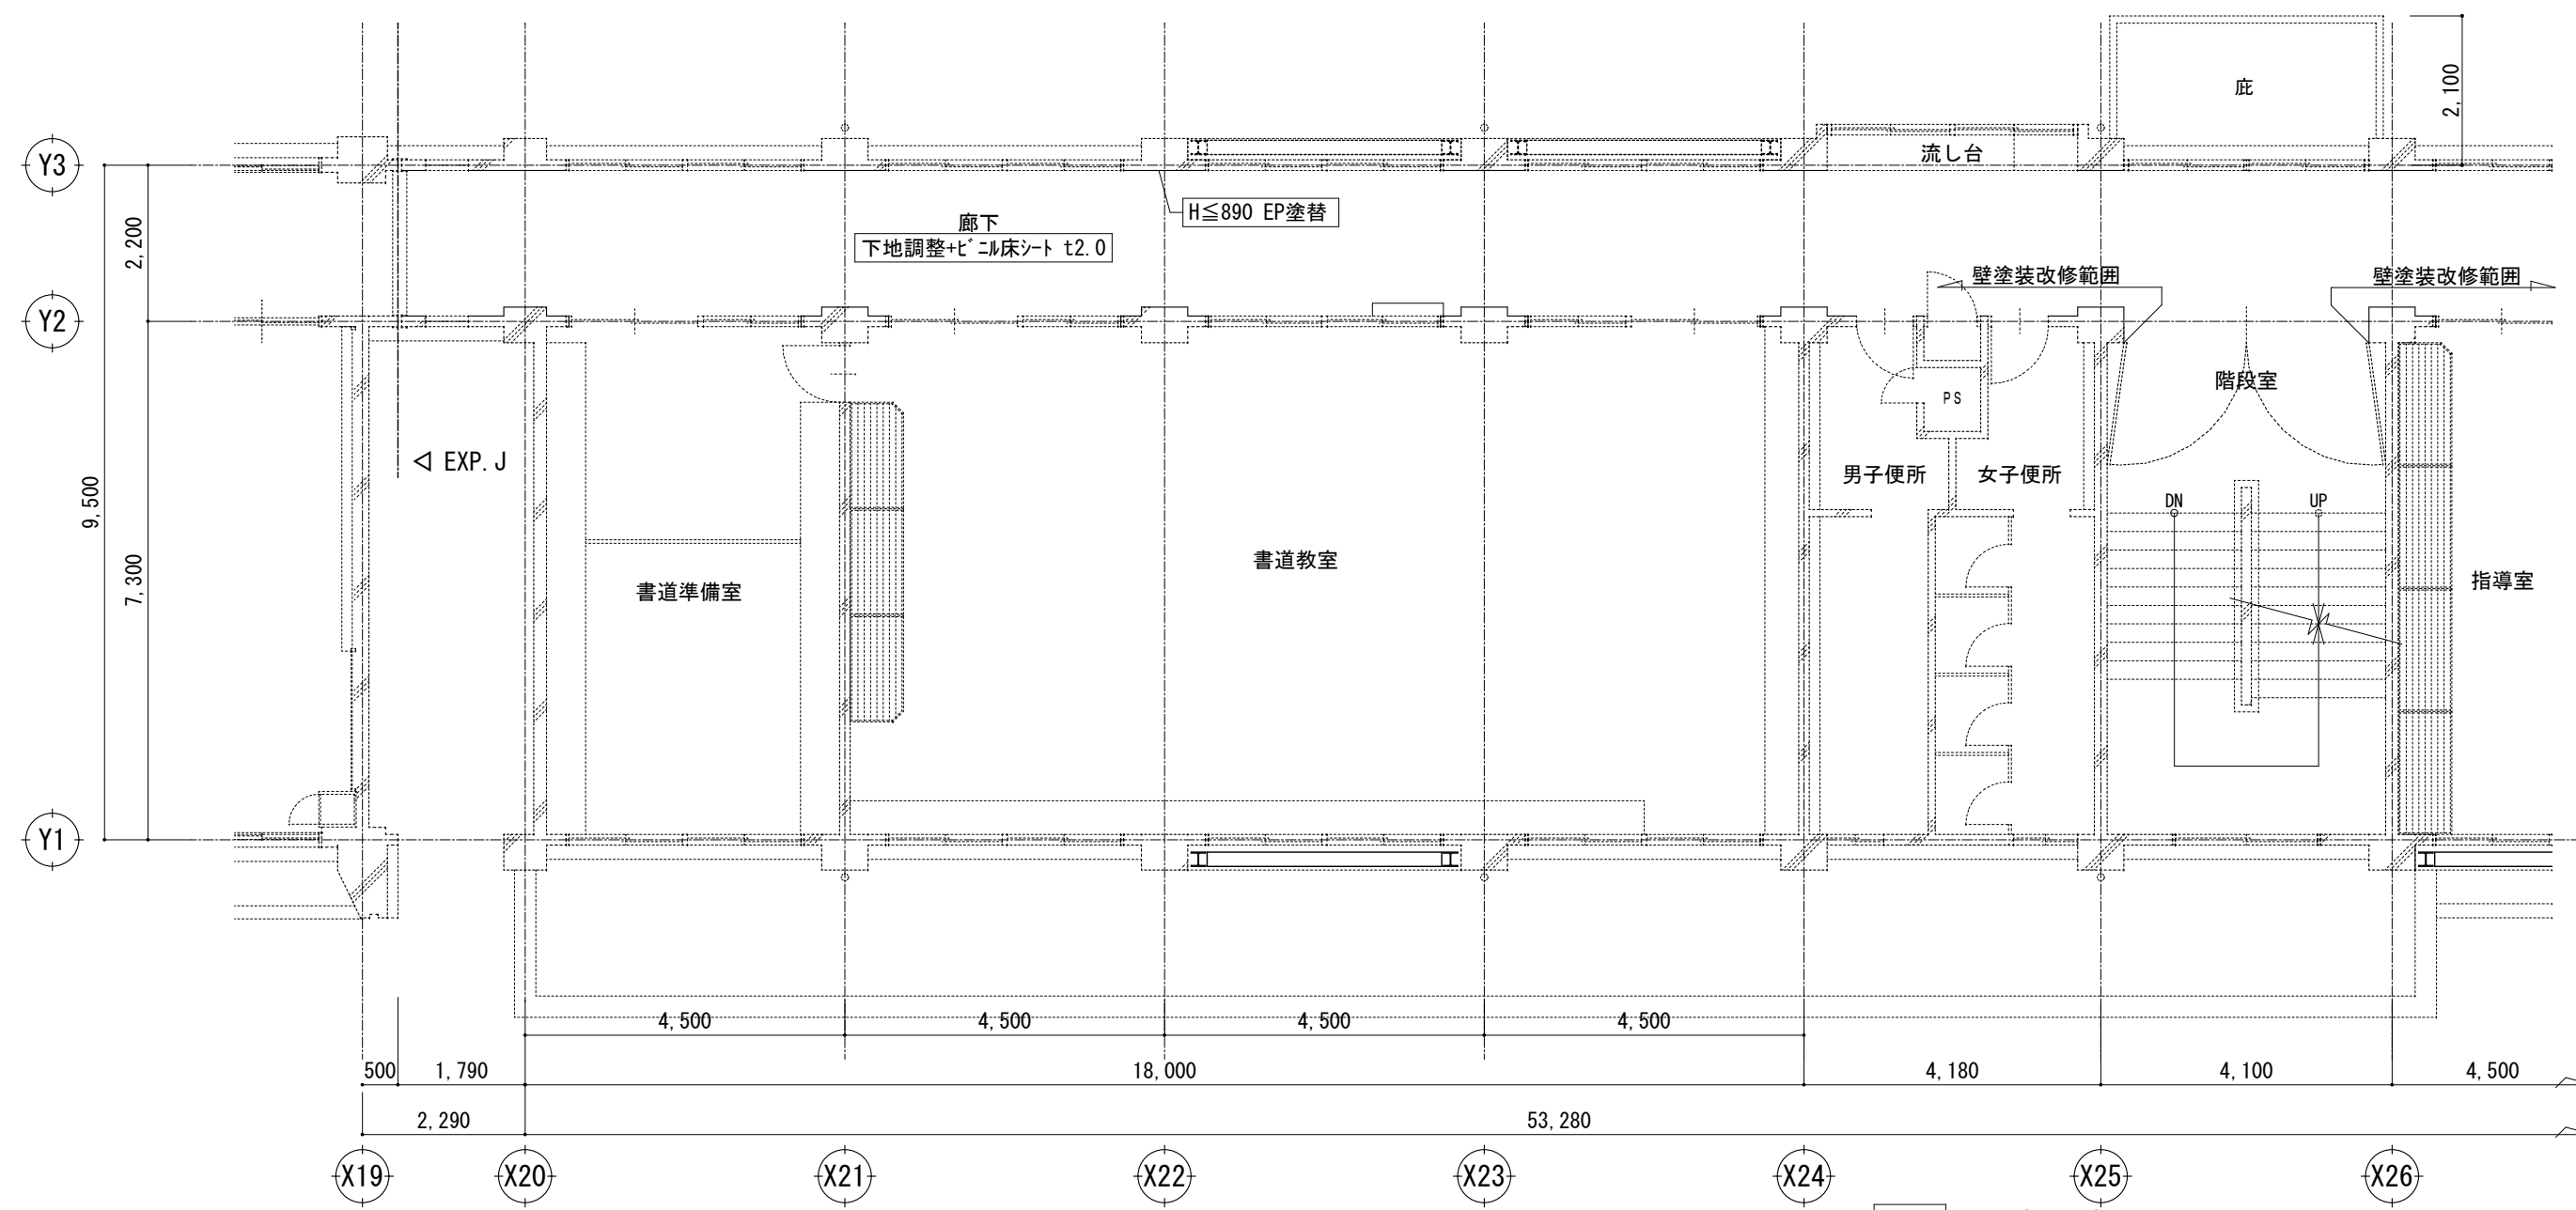 庇
2,100
Y3
流し台
H≦890 EP塗替
廊下
下地調整+ﾋﾞﾆﾙ床ｼｰﾄ t2.0
2,200
壁塗装改修範囲
壁塗装改修範囲
Y2
階段室
PS
EXP.J
男子便所
女子便所
DN
UP
9,500
7,300
書道準備室
書道教室
指導室
Y1
4,500
4,500
4,500
4,500
500
1,790
18,000
4,180
4,100
4,500
2,290
53,280
X19
X20
X21
X22
X23
X24
X25
X26